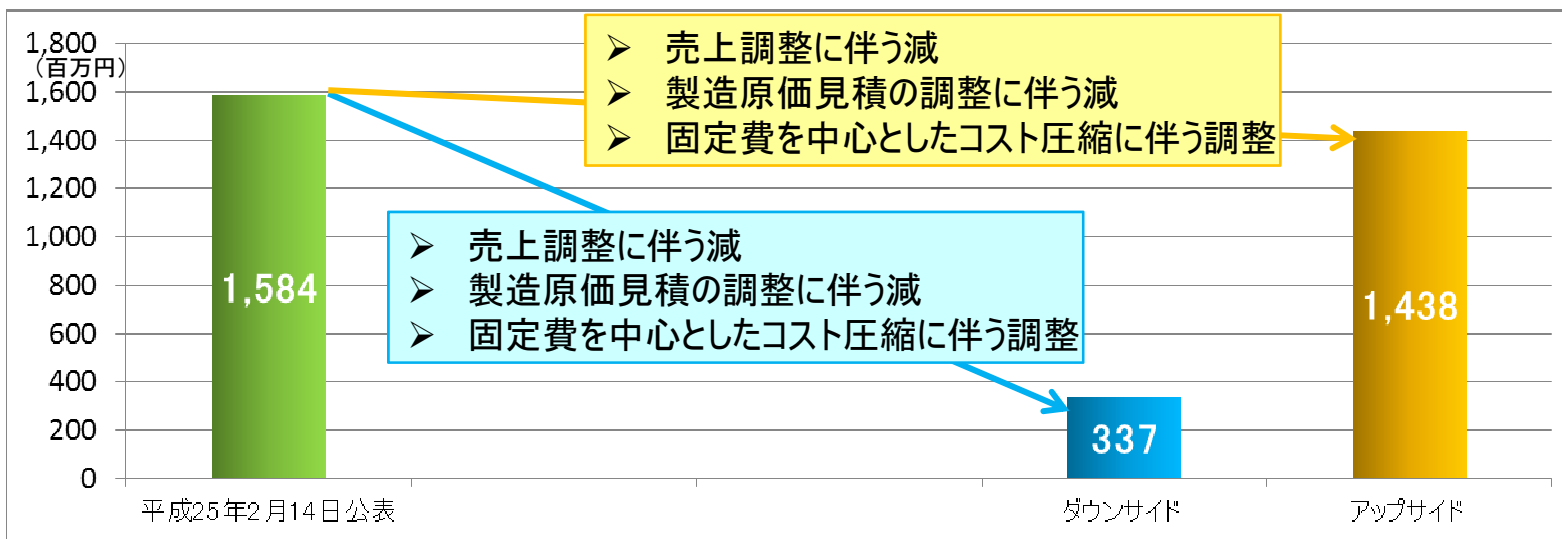 1,800
（百万円）
1,600
1,400
1,200
1,000
800
600
400
200
0
➢ 売上調整に伴う減
➢ 製造原価見積の調整に伴う減
➢ 固定費を中心としたコスト圧縮に伴う調整
➢ 売上調整に伴う減
➢ 製造原価見積の調整に伴う減
➢ 固定費を中心としたコスト圧縮に伴う調整
1,584
337
1,438
平成25年2月14日公表
ダウンサイド
アップサイド